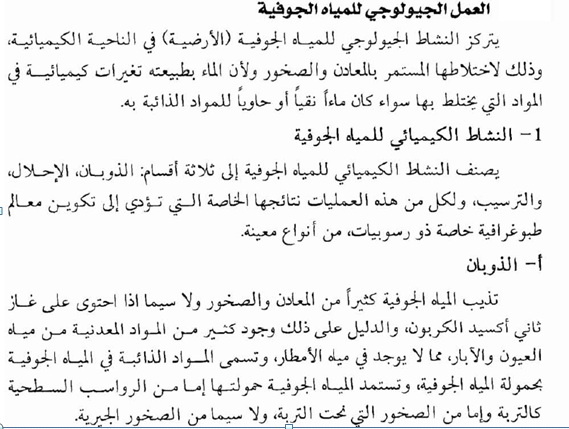 العمل الجيولوجي للمياه الجوفية
يتركز النشاط الجيولوجي للمياه الجوفية (الأرضية) في الناحية الكيميائية،
وذلك لاختلاطها المستمر بالمعادن والصخور ولأن الماء بطبيعته تغيرات كيميائية في
المواد التي يختلط بها سواء كان ماءاً نقياً أو حاوياً للمواد الذائبة به.
1- النشاط الكيميائي للمياه الجوفية
يصنف النشاط الكيميائي للمياه الجوفية إلى ثلاثة أقسام: الذوبان، الإحلال،
والترسيب، ولكل من هذه العمليات نتائجها الخاصة التي تؤدي إلى تكوين معالم
طبوغرافية خاصة ذو رسوبيات، من أنواع معينة.
أ- الذوبان
تذيب المياه الجوفية كثيراً من المعادن والصخور ولا سيما اذا احتوى على غاز
ثاني أكسيد الكربون، والدليل على ذلك وجود كثير من المواد المعدنية من مياه
العيون والآبار، مما لا يوجد في مياه الأمطار، وتسمى المواد الذائبة في المياه الجوفية
بحمولة المياه الجوفية، وتستمد المياه الجوفية حمولتها إما من الرواسب السطحية
كالتربة وإما من الصخور التي تحت التربة، ولا سيما من الصخور الجيرية.